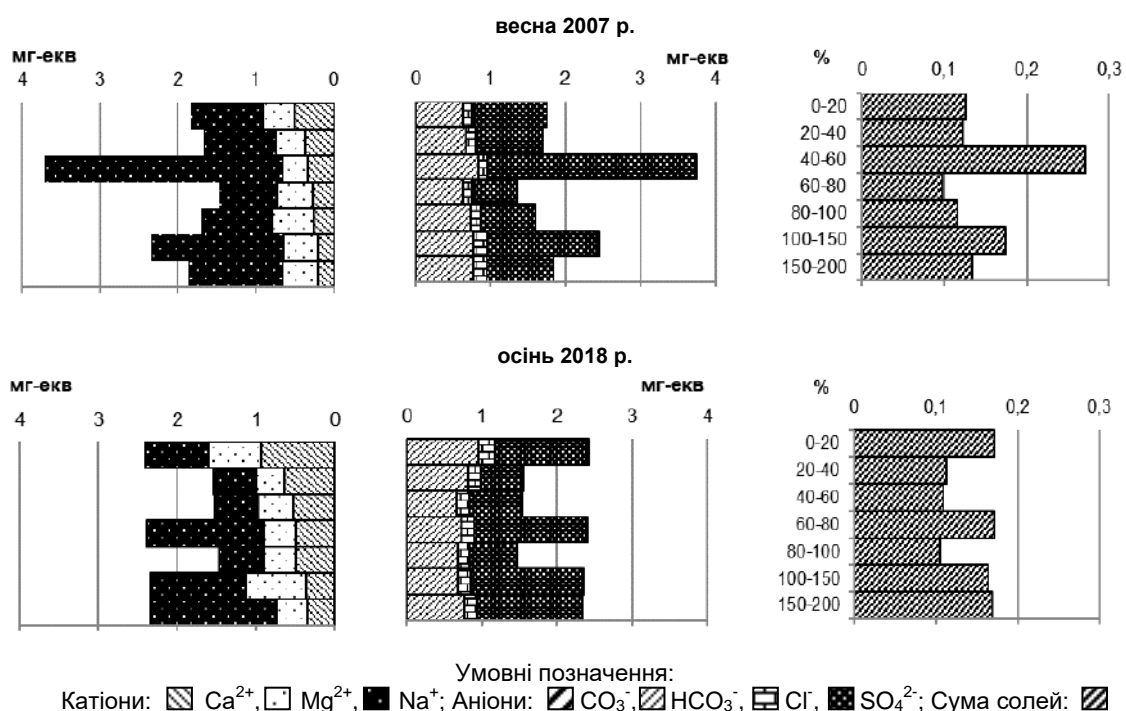 весна 2007 р.
мг-екв мг-екв %
4 3 2 1 0 0 1 2 3 4 0 0,1 0,2 0,3
0-20
20-40
40-60
60-80
80-100
100-150
150-200
осінь 2018 р.
мг-екв мг-екв %
4 3 2 1 0 0 1 2 3 4 0 0,1 0,2 0,3
0-20
20-40
40-60
60-80
80-100
100-150
150-200
Умовні позначення:
Катіони: Ca²⁺, Mg²⁺, Na⁺; Аніони: CO₃⁻, HCO₃⁻, Cl⁻, SO₄²⁻; Сума солей: